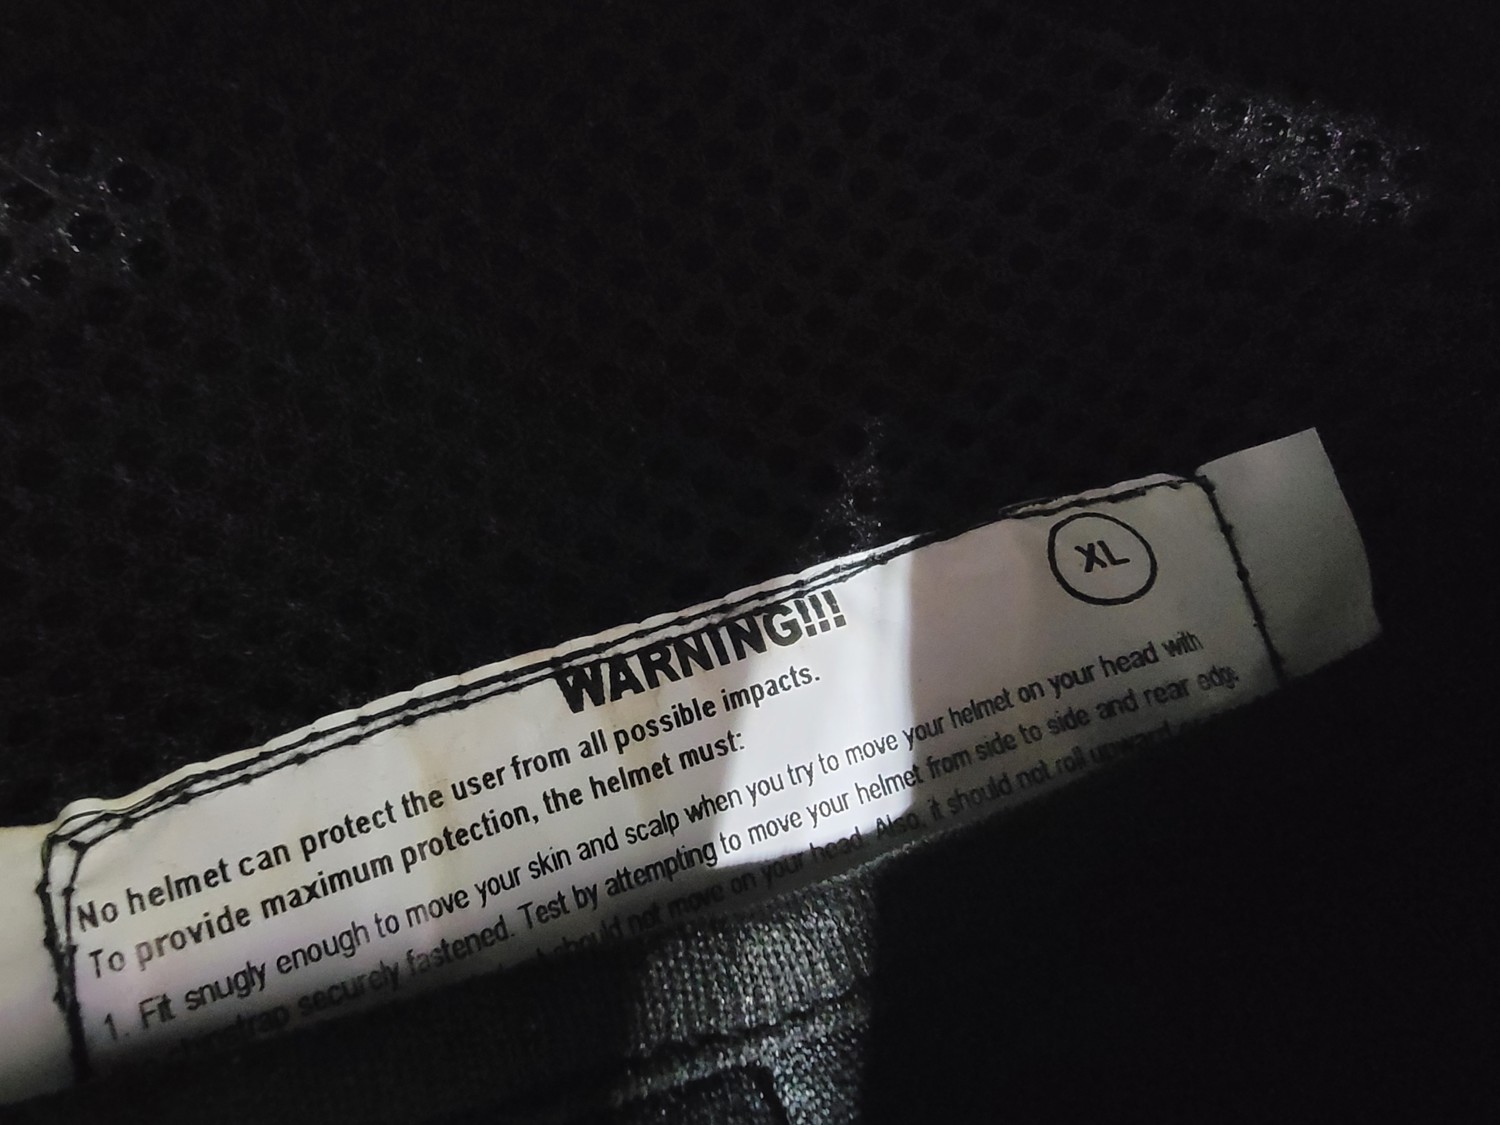 XL
WARNING!!!
No helmet can protect the user from all possible impacts.
To provide maximum protection, the helmet must:
1. Fit snugly enough to move your skin and scalp when you try to move your helmet on your head with
securely fastened. Test by attempting to move your helmet from side to side and rear edge
should not move on your head. Also, it should not roll upward